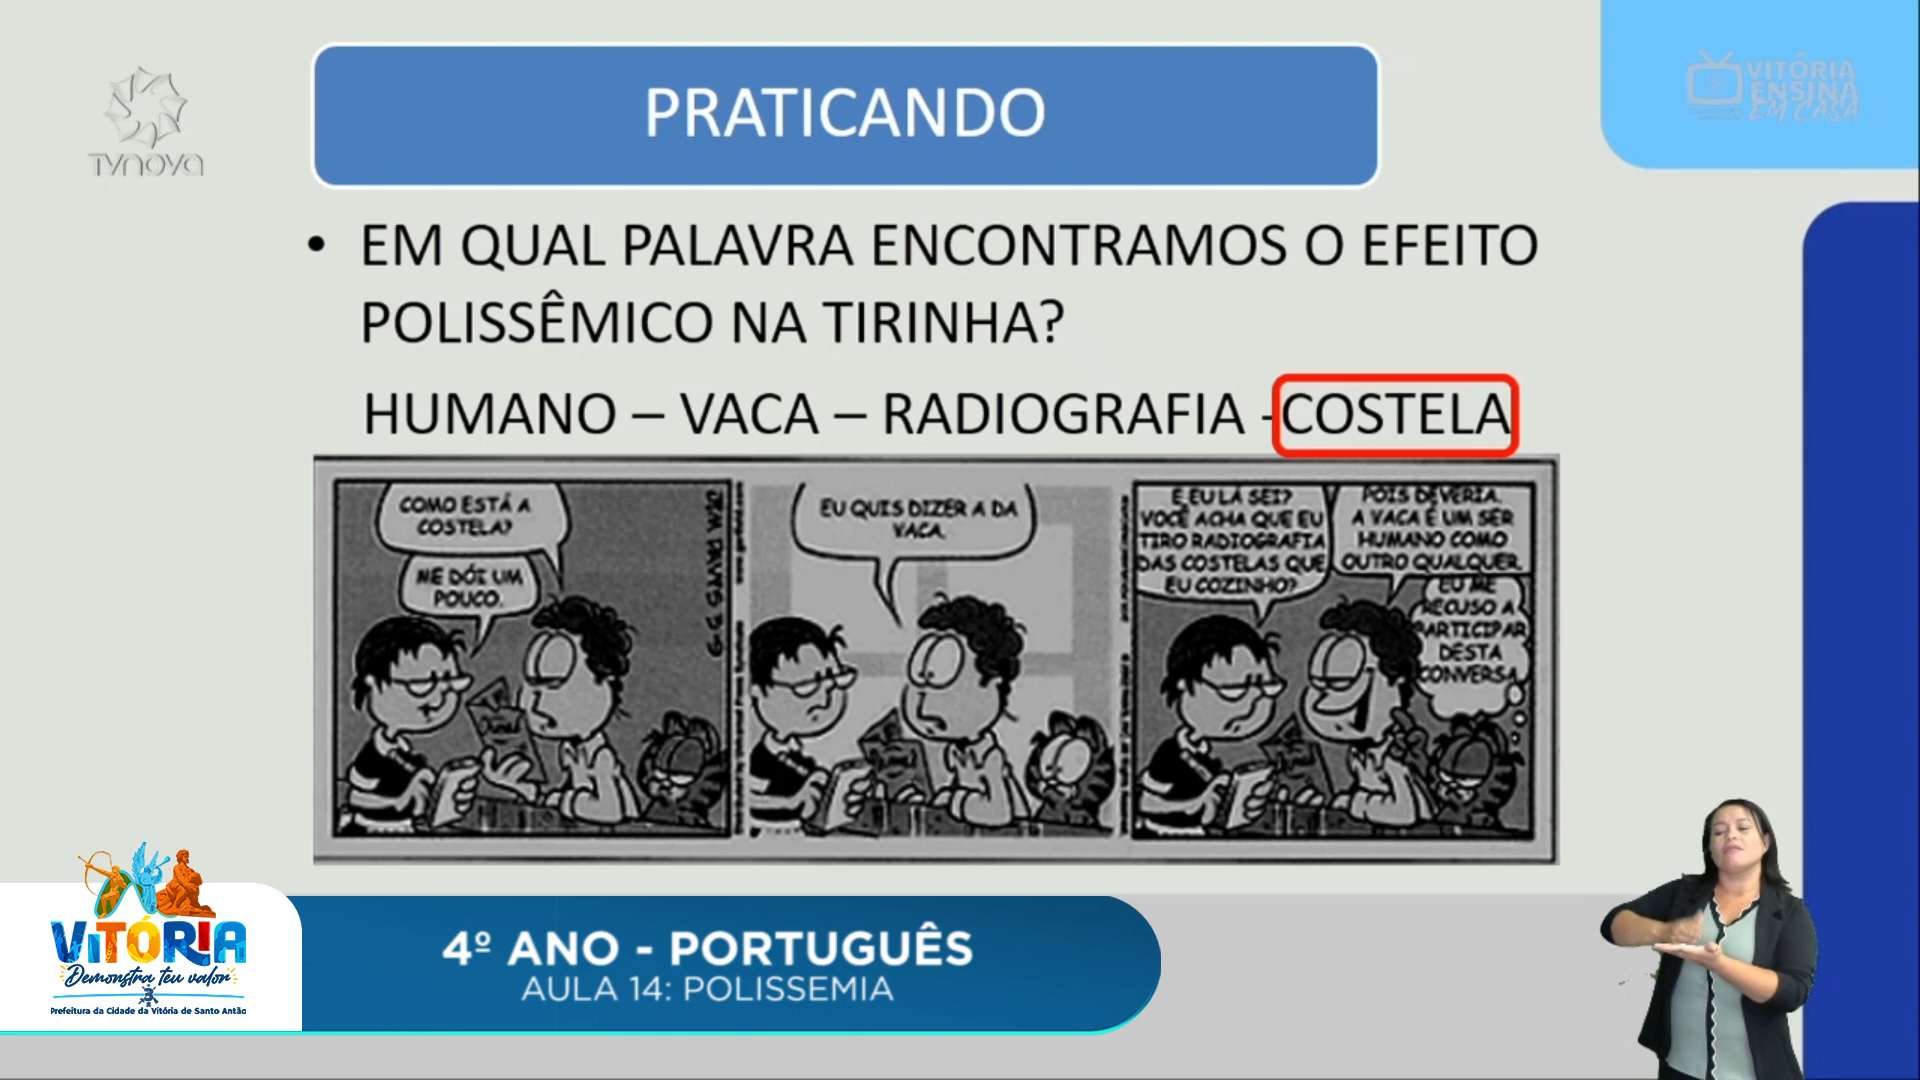 TVNOVA
PRATICANDO
VITÓRIA
ENSINA
EM CASA
• EM QUAL PALAVRA ENCONTRAMOS O EFEITO
POLISSÊMICO NA TIRINHA?
HUMANO – VACA – RADIOGRAFIA -COSTELA
COMO ESTÁ A
COSTELA?
ME DÓI UM
POUCO.
EU QUIS DIZER A DA
VACA.
E EU LÁ SEI?
VOCÊ ACHA QUE EU
TIRO RADIOGRAFIA
DAS COSTELAS QUE
EU COZINHO?
POIS DEVERIA.
A VACA É UM SER
HUMANO COMO
OUTRO QUALQUER.
EU ME
RECUSO A
PARTICIPAR
DESTA
CONVERSA.
VITÓRIA
Demonstra teu valor
Prefeitura da Cidade da Vitória de Santo Antão
4º ANO - PORTUGUÊS
AULA 14: POLISSEMIA